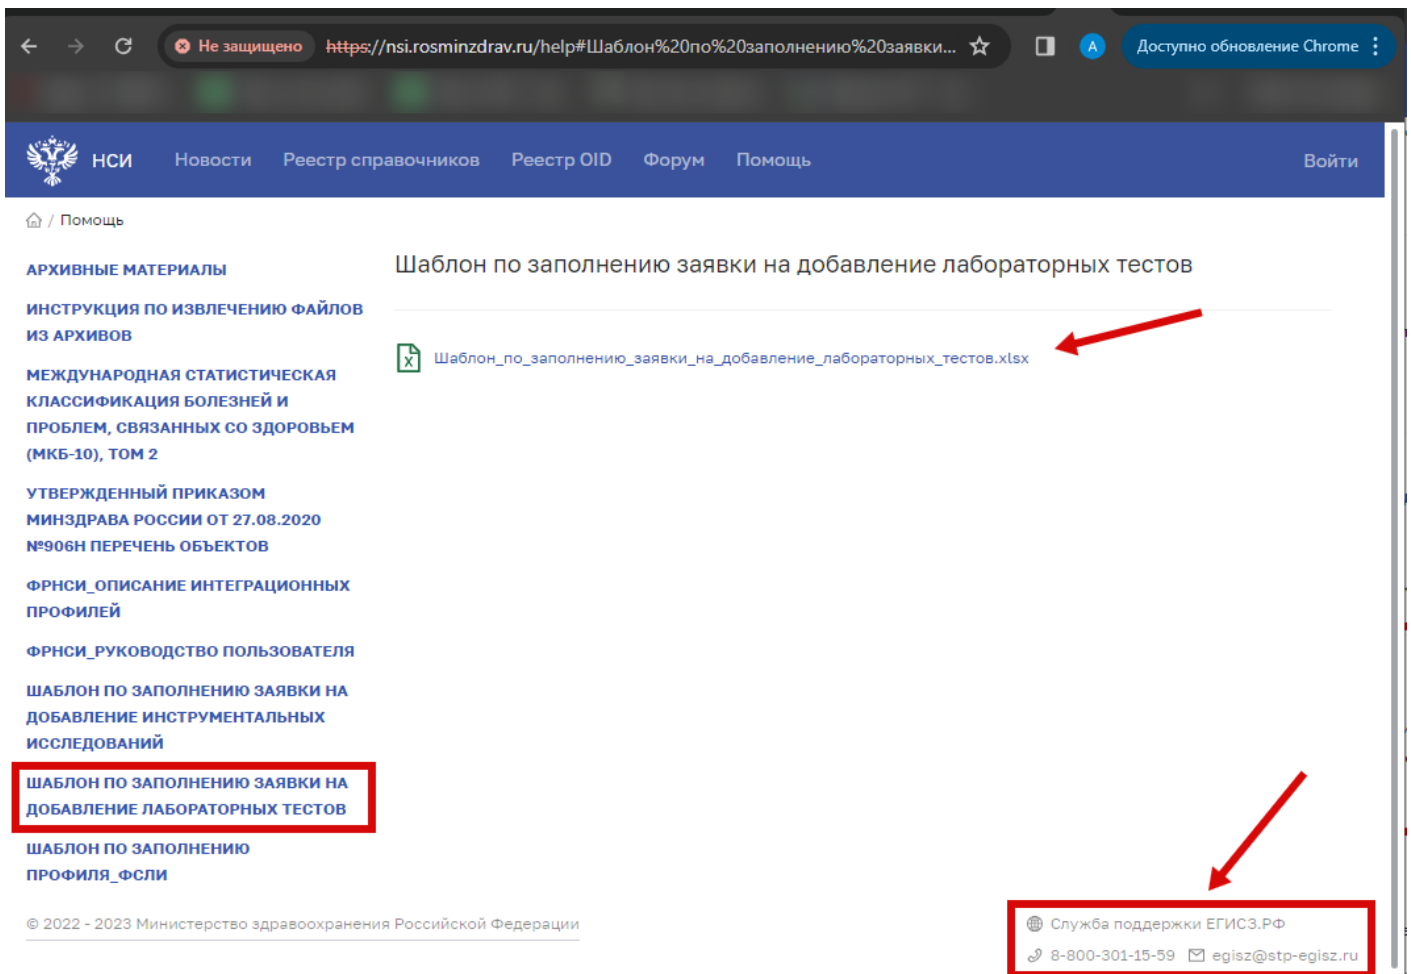 Не защищено https://nsi.rosminzdrav.ru/help#Шаблон%20по%20заполнению%20заявки...
А
Доступно обновление Chrome
НСИ Новости Реестр справочников Реестр OID Форум Помощь Войти
/ Помощь
АРХИВНЫЕ МАТЕРИАЛЫ
ИНСТРУКЦИЯ ПО ИЗВЛЕЧЕНИЮ ФАЙЛОВ
ИЗ АРХИВОВ
МЕЖДУНАРОДНАЯ СТАТИСТИЧЕСКАЯ
КЛАССИФИКАЦИЯ БОЛЕЗНЕЙ И
ПРОБЛЕМ, СВЯЗАННЫХ СО ЗДОРОВЬЕМ
(МКБ-10), ТОМ 2
УТВЕРЖДЕННЫЙ ПРИКАЗОМ
МИНЗДРАВА РОССИИ ОТ 27.08.2020
№906Н ПЕРЕЧЕНЬ ОБЪЕКТОВ
ФРНСИ_ОПИСАНИЕ ИНТЕГРАЦИОННЫХ
ПРОФИЛЕЙ
ФРНСИ_РУКОВОДСТВО ПОЛЬЗОВАТЕЛЯ
ШАБЛОН ПО ЗАПОЛНЕНИЮ ЗАЯВКИ НА
ДОБАВЛЕНИЕ ИНСТРУМЕНТАЛЬНЫХ
ИССЛЕДОВАНИЙ
ШАБЛОН ПО ЗАПОЛНЕНИЮ ЗАЯВКИ НА
ДОБАВЛЕНИЕ ЛАБОРАТОРНЫХ ТЕСТОВ
ШАБЛОН ПО ЗАПОЛНЕНИЮ
ПРОФИЛЯ_ФСЛИ
Шаблон по заполнению заявки на добавление лабораторных тестов
Шаблон_по_заполнению_заявки_на_добавление_лабораторных_тестов.xlsx
© 2022 - 2023 Министерство здравоохранения Российской Федерации
Служба поддержки ЕГИСЗ.РФ
8-800-301-15-59 egisz@stp-egisz.ru